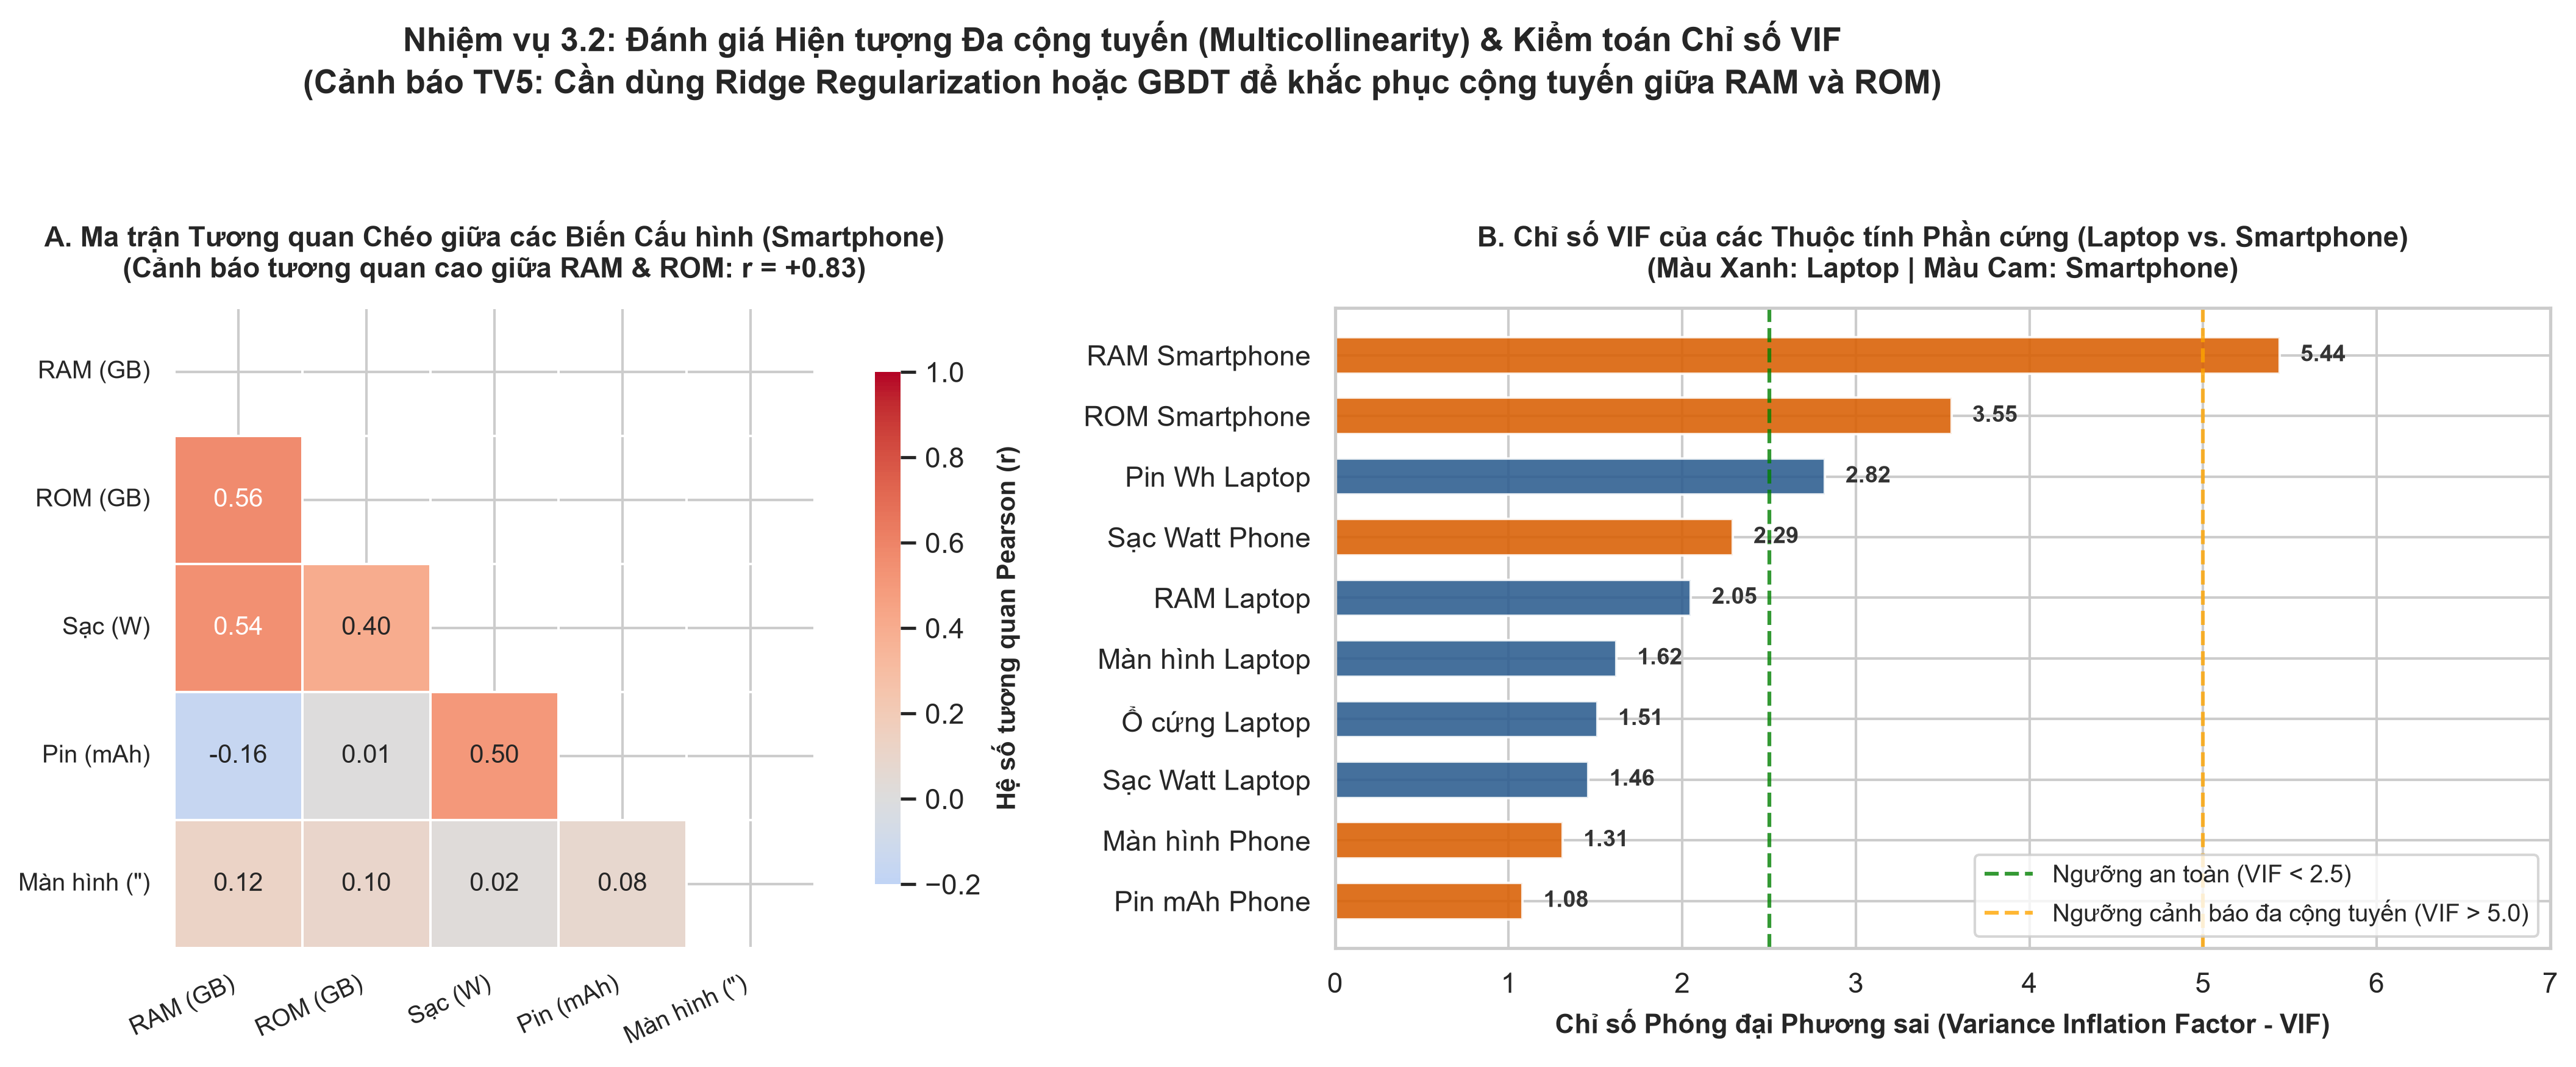 Nhiệm vụ 3.2: Đánh giá Hiện tượng Đa cộng tuyến (Multicollinearity) & Kiểm toán Chỉ số VIF
(Cảnh báo TV5: Cần dùng Ridge Regularization hoặc GBDT để khắc phục cộng tuyến giữa RAM và ROM)
A. Ma trận Tương quan Chéo giữa các Biến Cấu hình (Smartphone)
(Cảnh báo tương quan cao giữa RAM & ROM: r = +0.83)
RAM (GB)
ROM (GB)
0.56
Sạc (W)
0.54 0.40
Pin (mAh)
-0.16 0.01 0.50
Màn hình (")
0.12 0.10 0.02 0.08
RAM (GB) ROM (GB) Sạc (W) Pin (mAh) Màn hình (")
1.0
0.8
0.6
0.4
0.2
0.0
−0.2
Hệ số tương quan Pearson (r)
B. Chỉ số VIF của các Thuộc tính Phần cứng (Laptop vs. Smartphone)
(Màu Xanh: Laptop | Màu Cam: Smartphone)
RAM Smartphone 5.44
ROM Smartphone 3.55
Pin Wh Laptop 2.82
Sạc Watt Phone 2.29
RAM Laptop 2.05
Màn hình Laptop 1.62
Ổ cứng Laptop 1.51
Sạc Watt Laptop 1.46
Màn hình Phone 1.31
Pin mAh Phone 1.08
Ngưỡng an toàn (VIF < 2.5)
Ngưỡng cảnh báo đa cộng tuyến (VIF > 5.0)
0 1 2 3 4 5 6 7
Chỉ số Phóng đại Phương sai (Variance Inflation Factor - VIF)